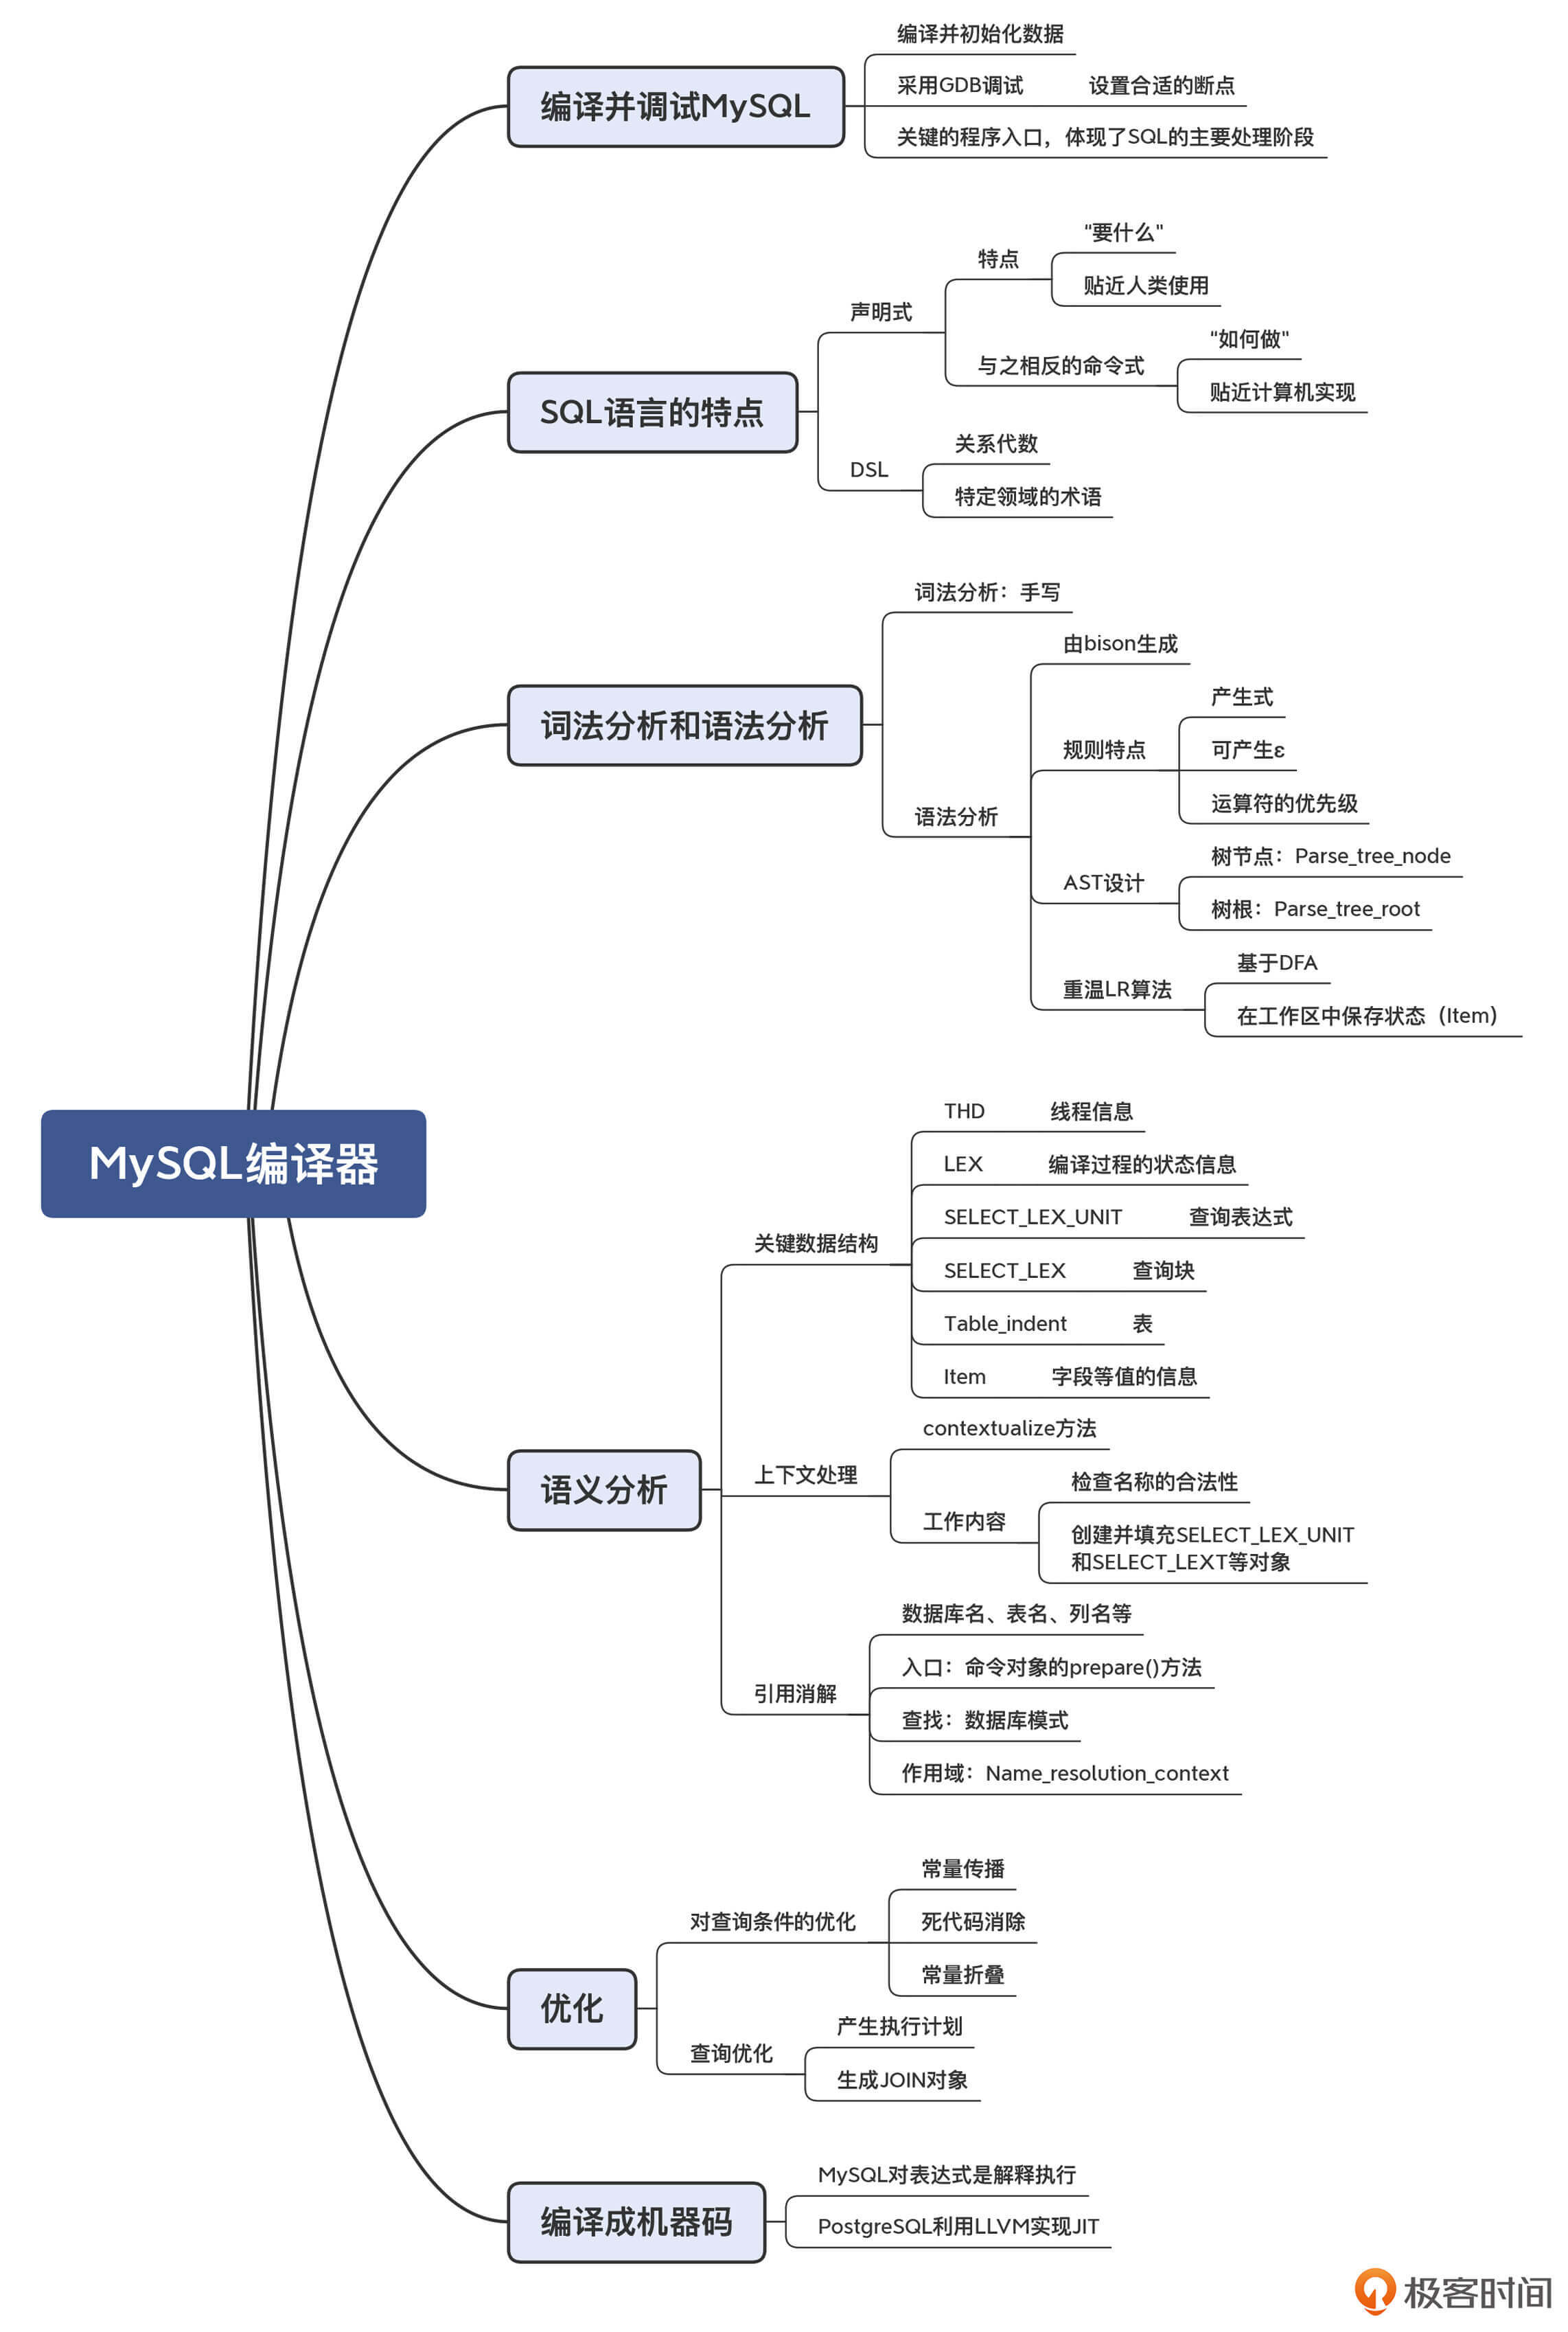 编译并初始化数据
编译并调试MySQL
采用GDB调试 设置合适的断点
关键的程序入口，体现了SQL的主要处理阶段
"要什么"
特点
贴近人类使用
声明式
"如何做"
与之相反的命令式
贴近计算机实现
SQL语言的特点
关系代数
DSL
特定领域的术语
词法分析：手写
由bison生成
词法分析和语法分析
产生式
规则特点
可产生ε
运算符的优先级
语法分析
树节点：Parse_tree_node
AST设计
树根：Parse_tree_root
基于DFA
重温LR算法
在工作区中保存状态（Item）
MySQL编译器
THD 线程信息
LEX 编译过程的状态信息
SELECT_LEX_UNIT 查询表达式
关键数据结构
SELECT_LEX 查询块
Table_indent 表
Item 字段等值的信息
contextualize方法
上下文处理
检查名称的合法性
语义分析
工作内容
创建并填充SELECT_LEX_UNIT
和SELECT_LEXT等对象
数据库名、表名、列名等
入口：命令对象的prepare()方法
引用消解
查找：数据库模式
作用域：Name_resolution_context
常量传播
对查询条件的优化
死代码消除
常量折叠
优化
产生执行计划
查询优化
生成JOIN对象
MySQL对表达式是解释执行
编译成机器码
PostgreSQL利用LLVM实现JIT
极客时间